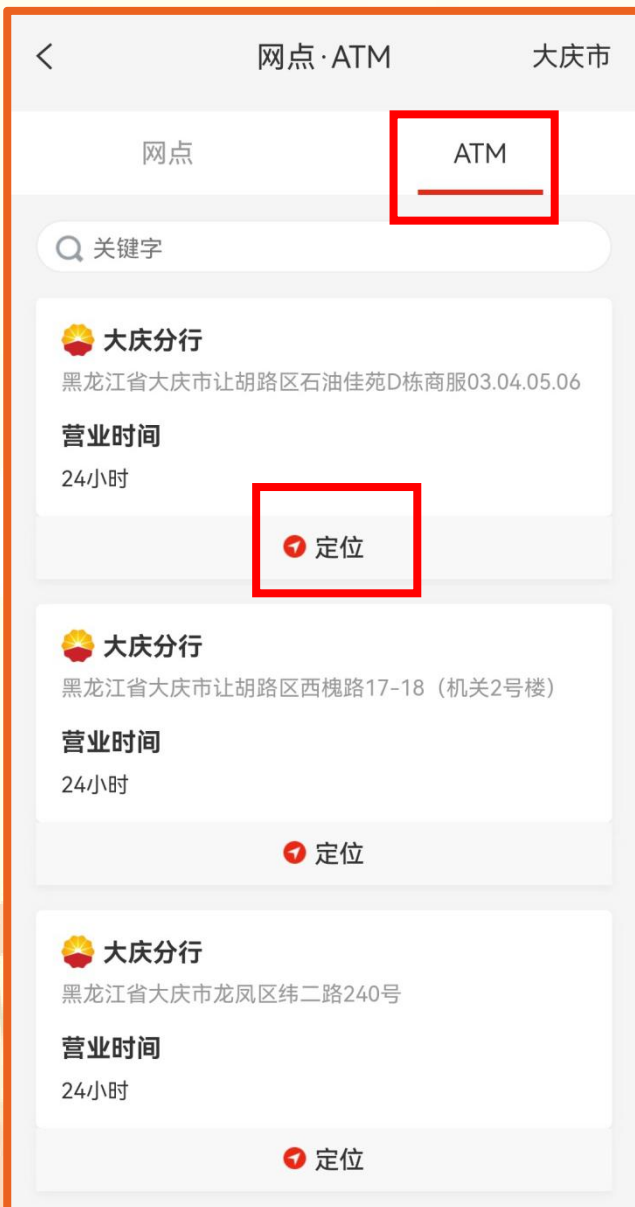 网点·ATM 大庆市
网点 ATM
关键字
大庆分行
黑龙江省大庆市让胡路区石油佳苑D栋商服03.04.05.06
营业时间
24小时
定位
大庆分行
黑龙江省大庆市让胡路区西槐路17-18（机关2号楼）
营业时间
24小时
定位
大庆分行
黑龙江省大庆市龙凤区纬二路240号
营业时间
24小时
定位